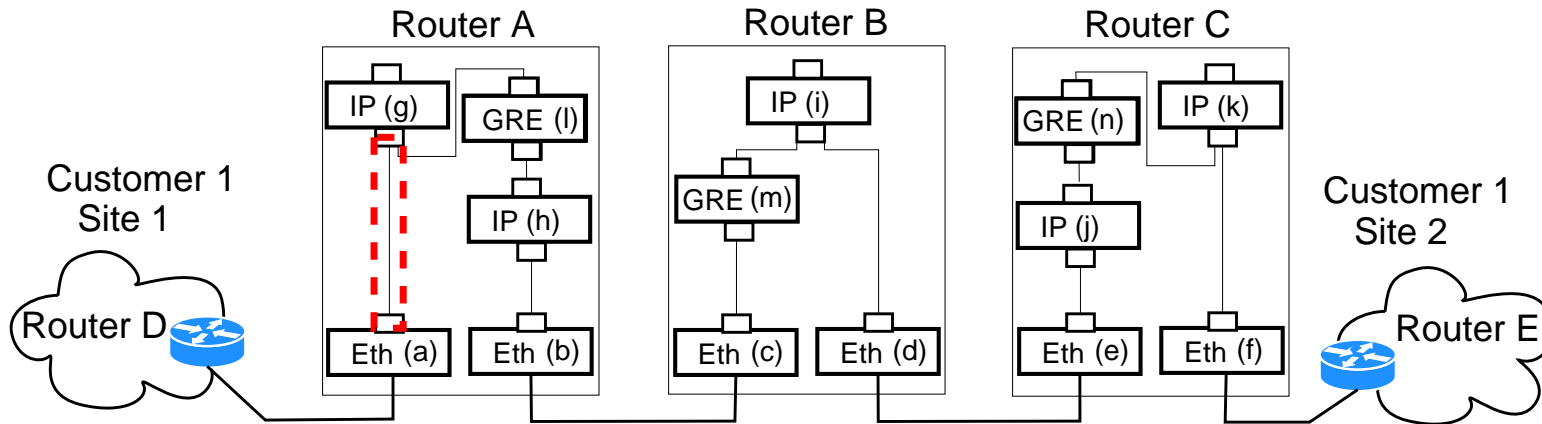 Router A
Router B
Router C
IP (g)
GRE (l)
IP (h)
Eth (a)
Eth (b)
IP (i)
GRE (m)
Eth (c)
Eth (d)
GRE (n)
IP (k)
IP (j)
Eth (e)
Eth (f)
Customer 1
Site 1
Router D
Customer 1
Site 2
Router E